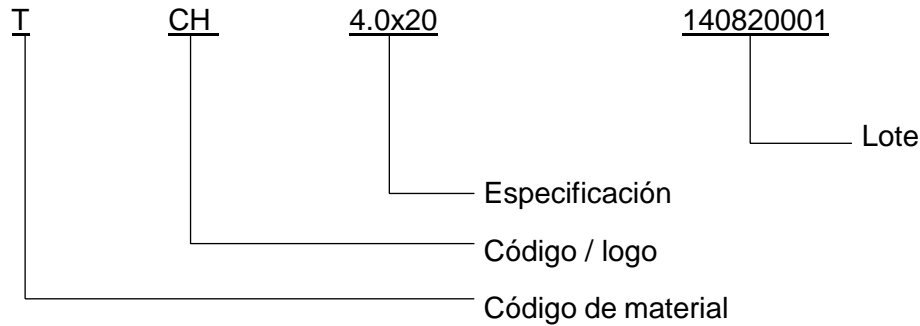 T CH 4.0x20 140820001
Lote
Especificación
Código / logo
Código de material